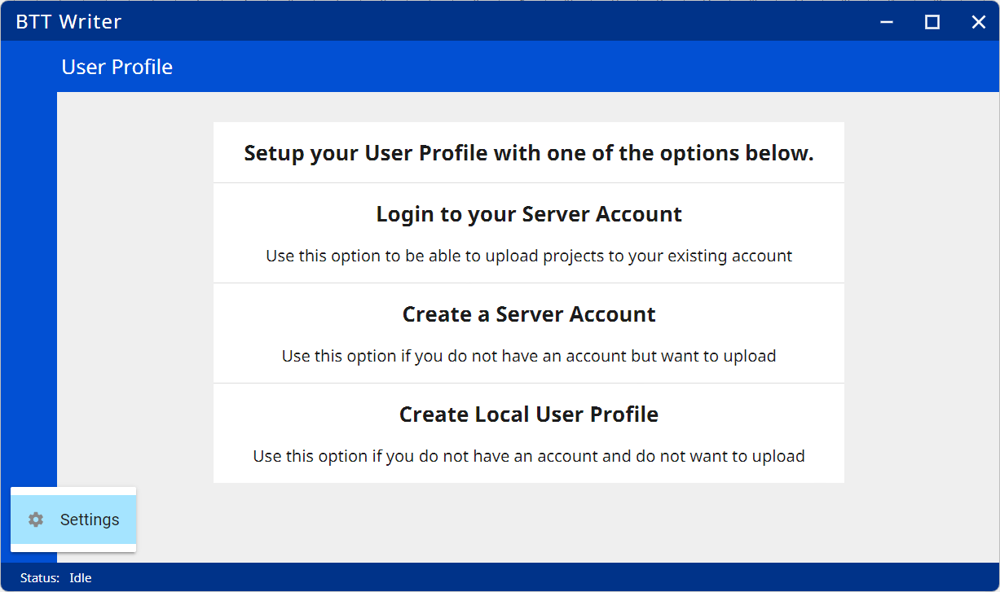 BTT Writer
User Profile
Setup your User Profile with one of the options below.
Login to your Server Account
Use this option to be able to upload projects to your existing account
Create a Server Account
Use this option if you do not have an account but want to upload
Create Local User Profile
Use this option if you do not have an account and do not want to upload
Settings
Status: Idle